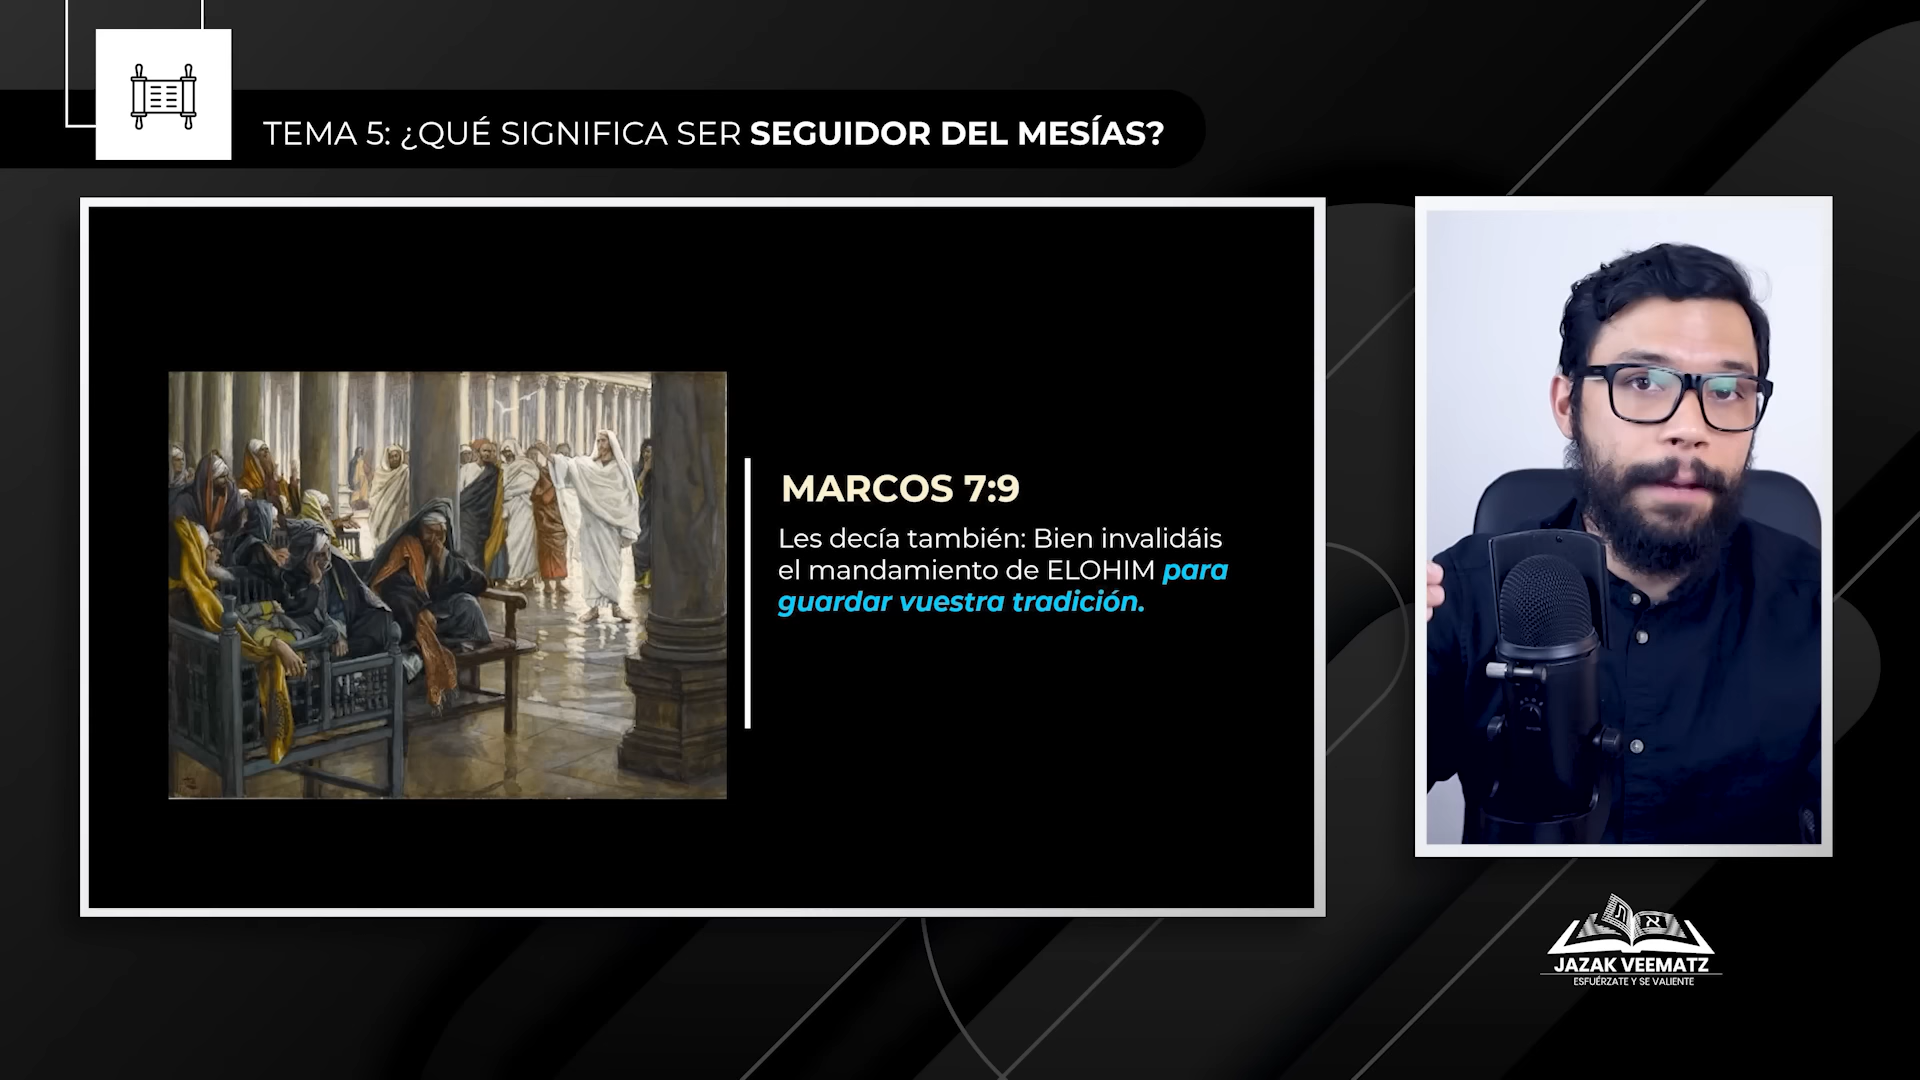 TEMA 5: ¿QUÉ SIGNIFICA SER SEGUIDOR DEL MESÍAS?
MARCOS 7:9
Les decía también: Bien invalidáis
el mandamiento de ELOHIM para
guardar vuestra tradición.
ת א
JAZAK VEEMATZ
ESFUÉRZATE Y SE VALIENTE